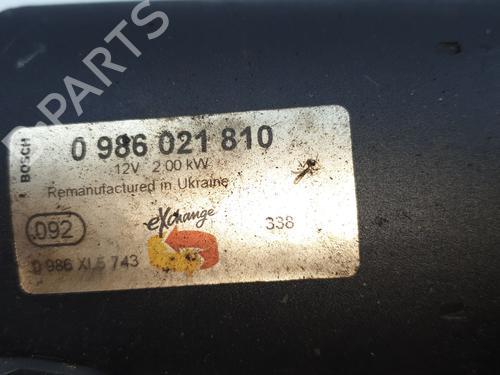 BOSCH
0 986 021 810
12V 2.00 kW
Remanufactured in Ukraine
092
eXchange
338
0 986 XL5 743
B-PARTS